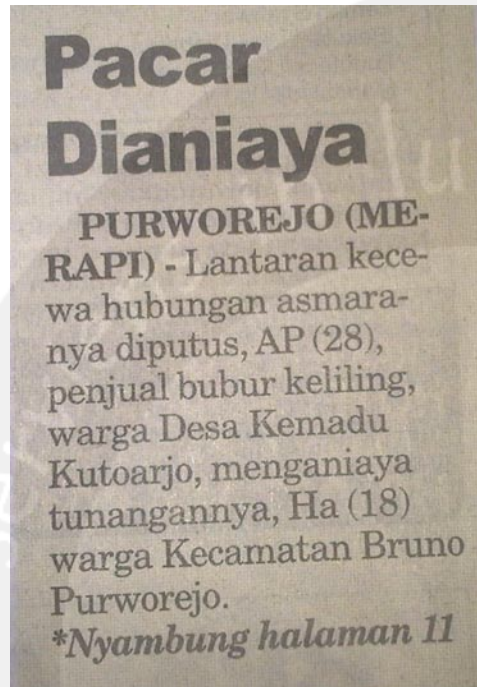 Pacar
Dianiaya
PURWOREJO (ME-
RAPI) - Lantaran kece-
wa hubungan asmara-
nya diputus, AP (28),
penjual bubur keliling,
warga Desa Kemadu
Kutoarjo, menganiaya
tunangannya, Ha (18)
warga Kecamatan Bruno
Purworejo.
*Nyambung halaman 11